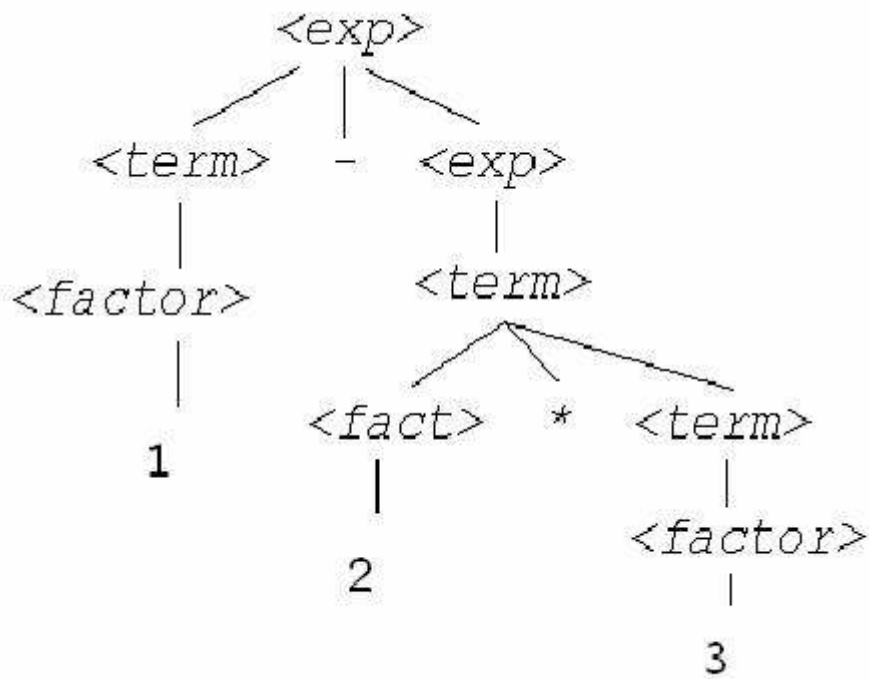 <exp>
<term> - <exp>
<factor> <term>
1 <fact> * <term>
2 <factor>
3